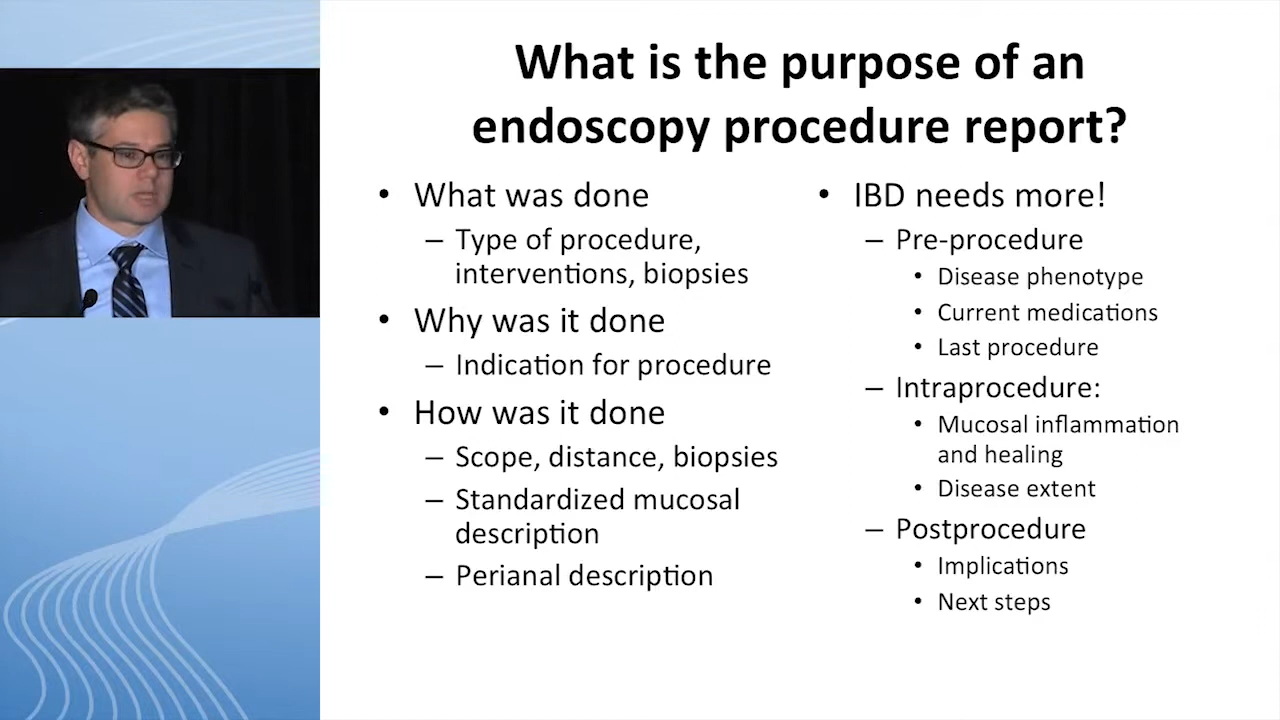 What is the purpose of an
endoscopy procedure report?
• What was done
– Type of procedure,
interventions, biopsies
• Why was it done
– Indication for procedure
• How was it done
– Scope, distance, biopsies
– Standardized mucosal
description
– Perianal description
• IBD needs more!
– Pre-procedure
• Disease phenotype
• Current medications
• Last procedure
– Intraprocedure:
• Mucosal inflammation
and healing
• Disease extent
– Postprocedure
• Implications
• Next steps